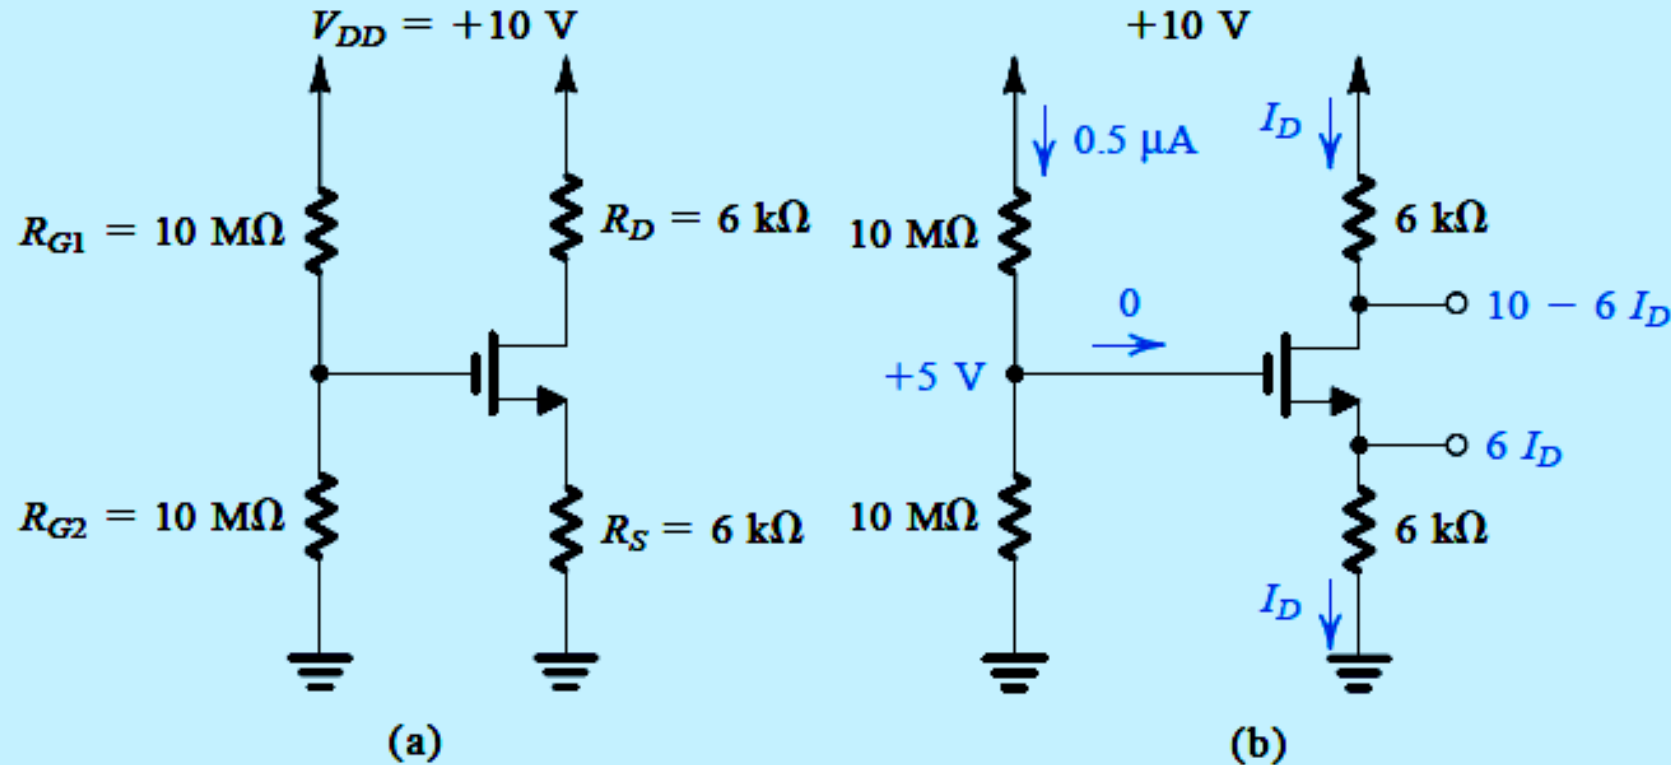 V_DD = +10 V
R_G1 = 10 MΩ
R_D = 6 kΩ
R_G2 = 10 MΩ
R_S = 6 kΩ
(a)
+10 V
0.5 μA
I_D
10 MΩ
6 kΩ
0
10 − 6 I_D
+5 V
6 I_D
10 MΩ
6 kΩ
I_D
(b)